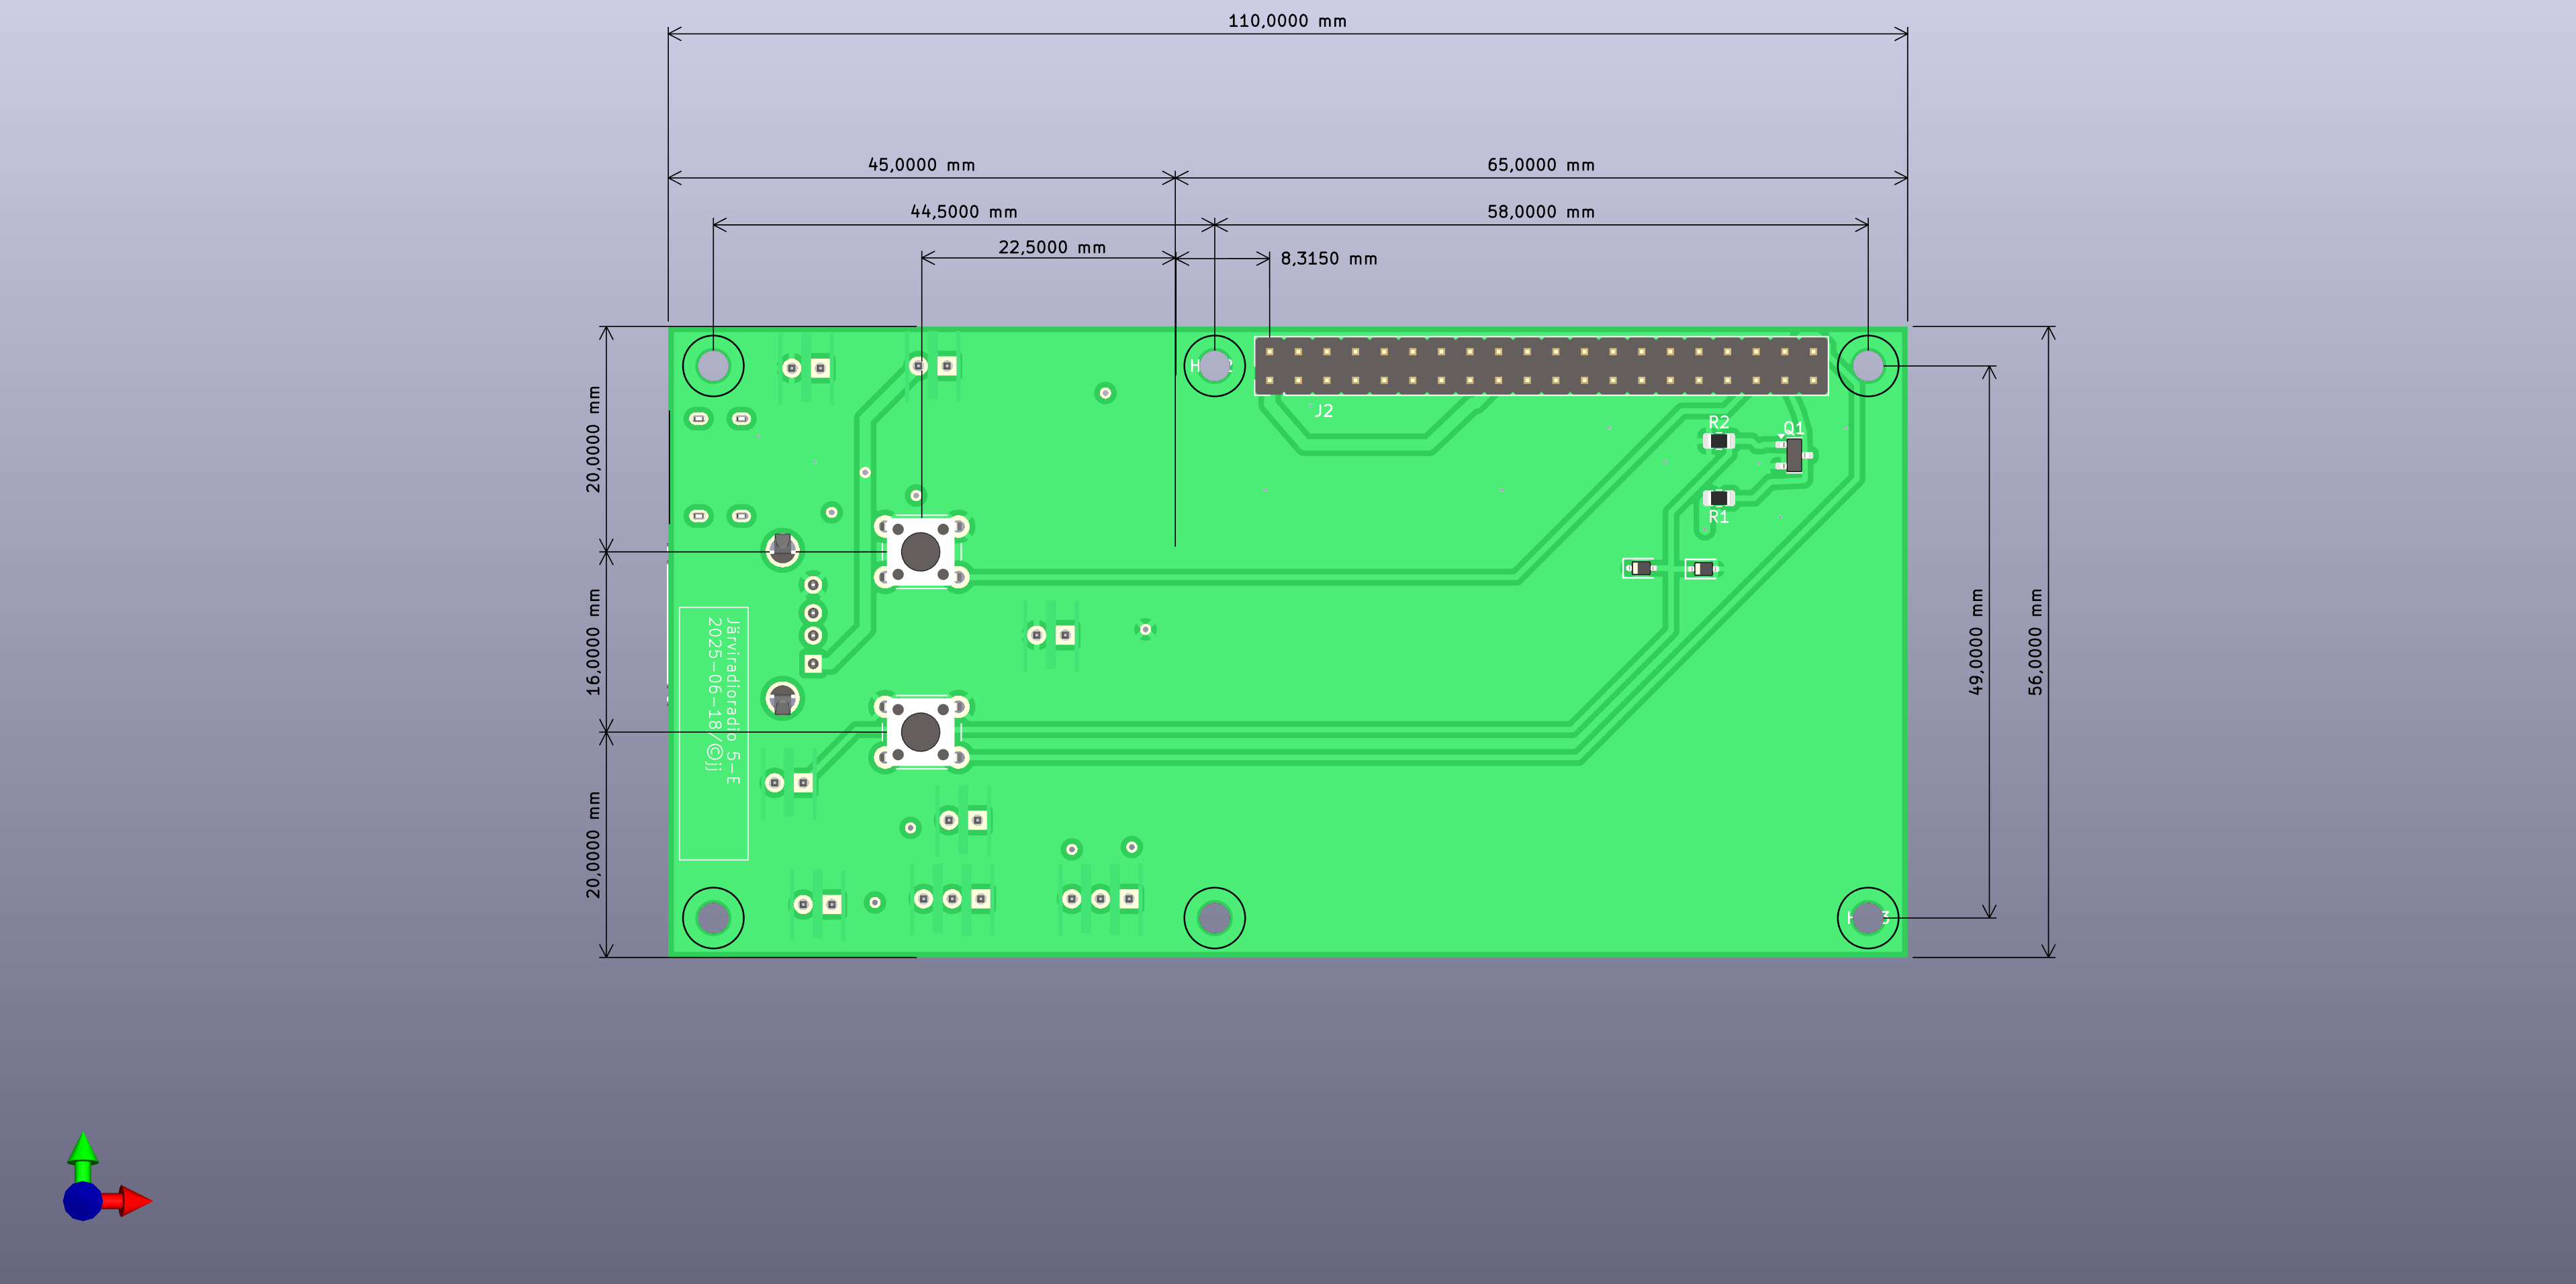 110,0000 mm
45,0000 mm
65,0000 mm
44,5000 mm
58,0000 mm
22,5000 mm
8,3150 mm
20,0000 mm
16,0000 mm
20,0000 mm
49,0000 mm
56,0000 mm
J2
R2
Q1
R1
Järviradioradio 5-E
2025-06-18/©jj